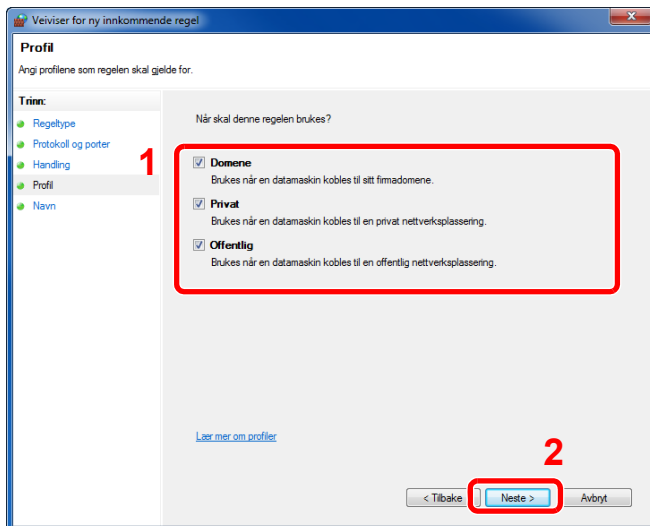 Veiviser for ny innkommende regel
Profil
Angi profilene som regelen skal gjelde for.
Trinn:
Regeltype
Protokoll og porter
Handling
Profil
Navn
Når skal denne regelen brukes?
1
Domene
Brukes når en datamaskin kobles til sitt firmadomene.
Privat
Brukes når en datamaskin kobles til en privat nettverksplassering.
Offentlig
Brukes når en datamaskin kobles til en offentlig nettverksplassering.
Lær mer om profiler
2
< Tilbake
Neste >
Avbryt